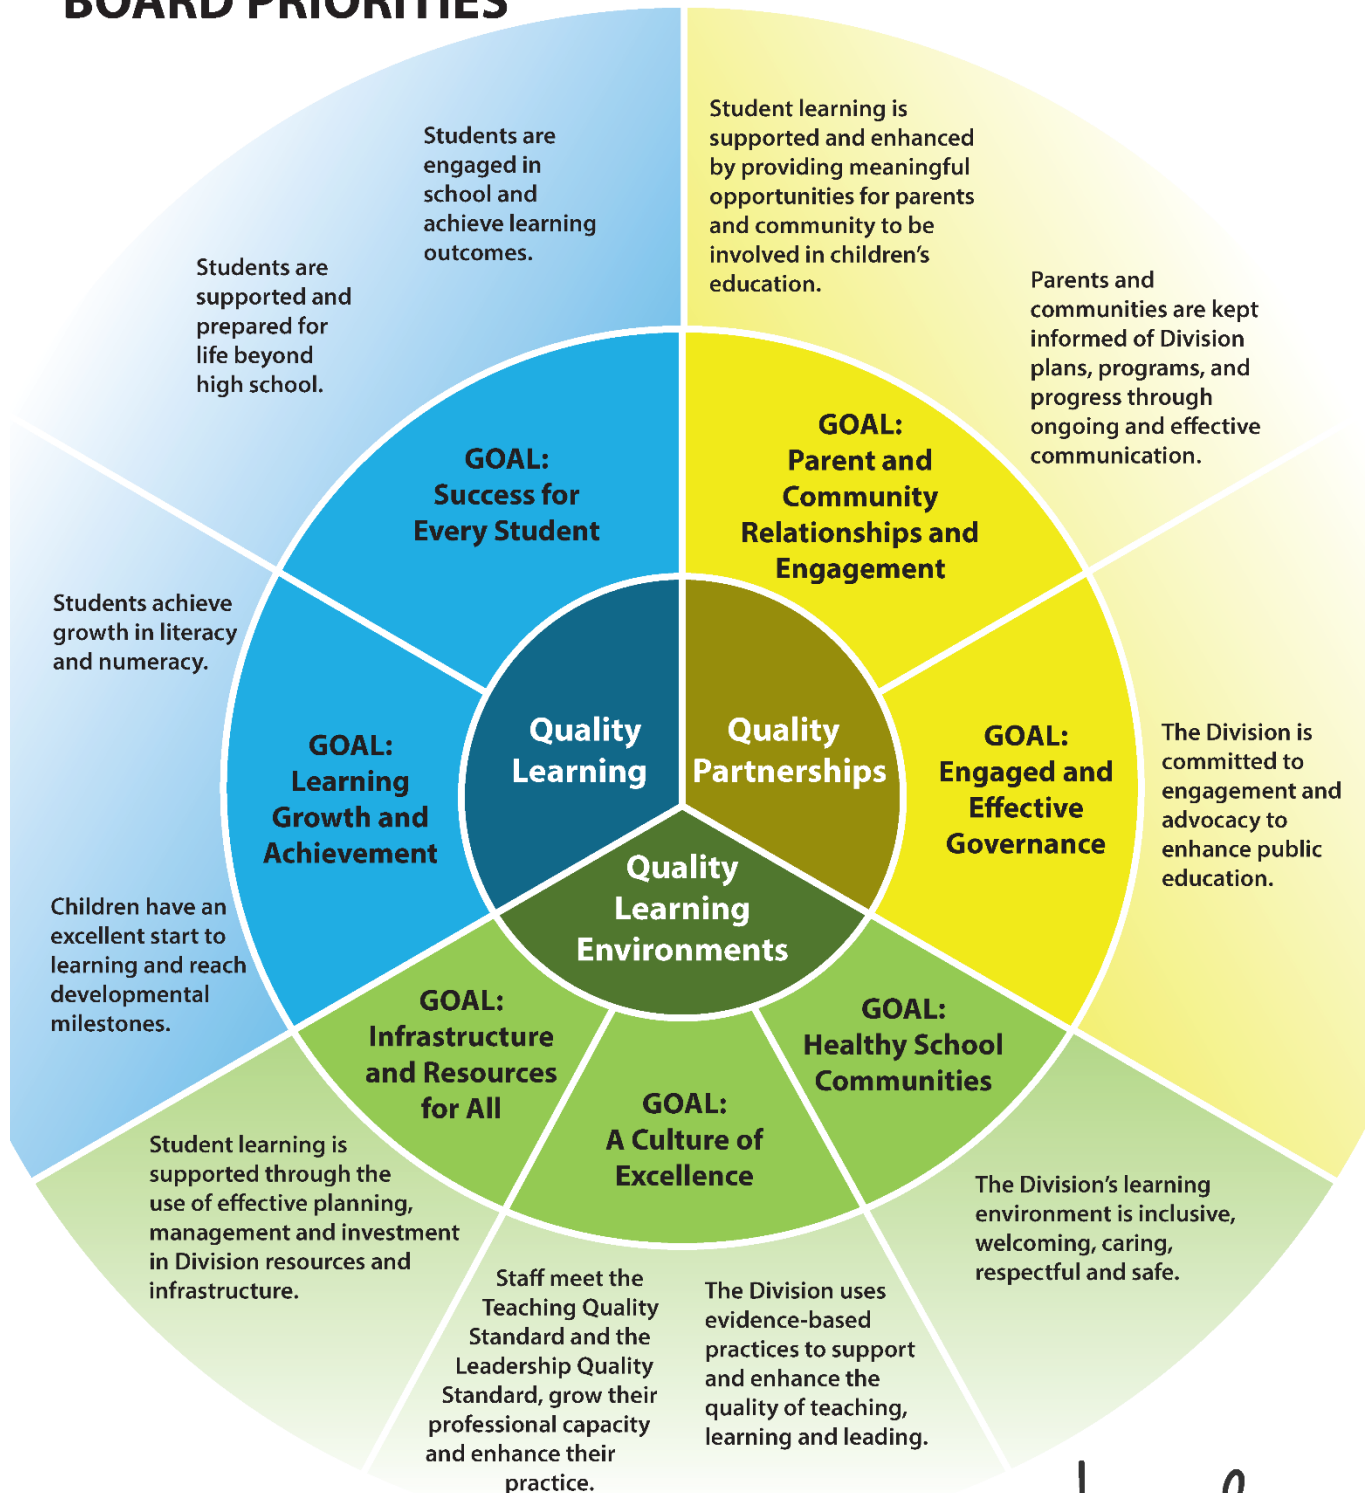 BOARD PRIORITIES
Students are
engaged in
school and
achieve learning
outcomes.
Students are
supported and
prepared for
life beyond
high school.
Student learning is
supported and enhanced
by providing meaningful
opportunities for parents
and community to be
involved in children's
education.
Parents and
communities are kept
informed of Division
plans, programs, and
progress through
ongoing and effective
communication.
GOAL:
Success for
Every Student
GOAL:
Parent and
Community
Relationships and
Engagement
Students achieve
growth in literacy
and numeracy.
Children have an
excellent start to
learning and reach
developmental
milestones.
GOAL:
Learning
Growth and
Achievement
Quality
Learning
Quality
Partnerships
Quality
Learning
Environments
GOAL:
Engaged and
Effective
Governance
The Division is
committed to
engagement and
advocacy to
enhance public
education.
GOAL:
Infrastructure
and Resources
for All
GOAL:
A Culture of
Excellence
GOAL:
Healthy School
Communities
Student learning is
supported through the
use of effective planning,
management and investment
in Division resources and
infrastructure.
Staff meet the
Teaching Quality
Standard and the
Leadership Quality
Standard, grow their
professional capacity
and enhance their
practice.
The Division uses
evidence-based
practices to support
and enhance the
quality of teaching,
learning and leading.
The Division's learning
environment is inclusive,
welcoming, caring,
respectful and safe.